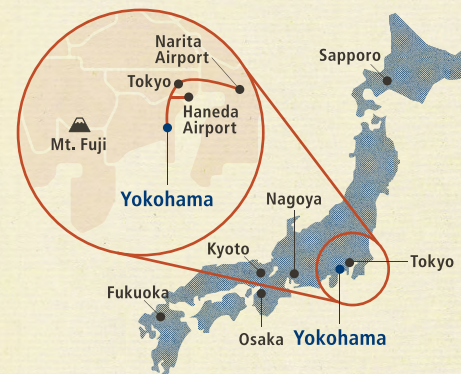 Narita
Airport
Tokyo
Haneda
Airport
Mt. Fuji
Yokohama
Sapporo
Nagoya
Kyoto
Tokyo
Fukuoka
Osaka
Yokohama